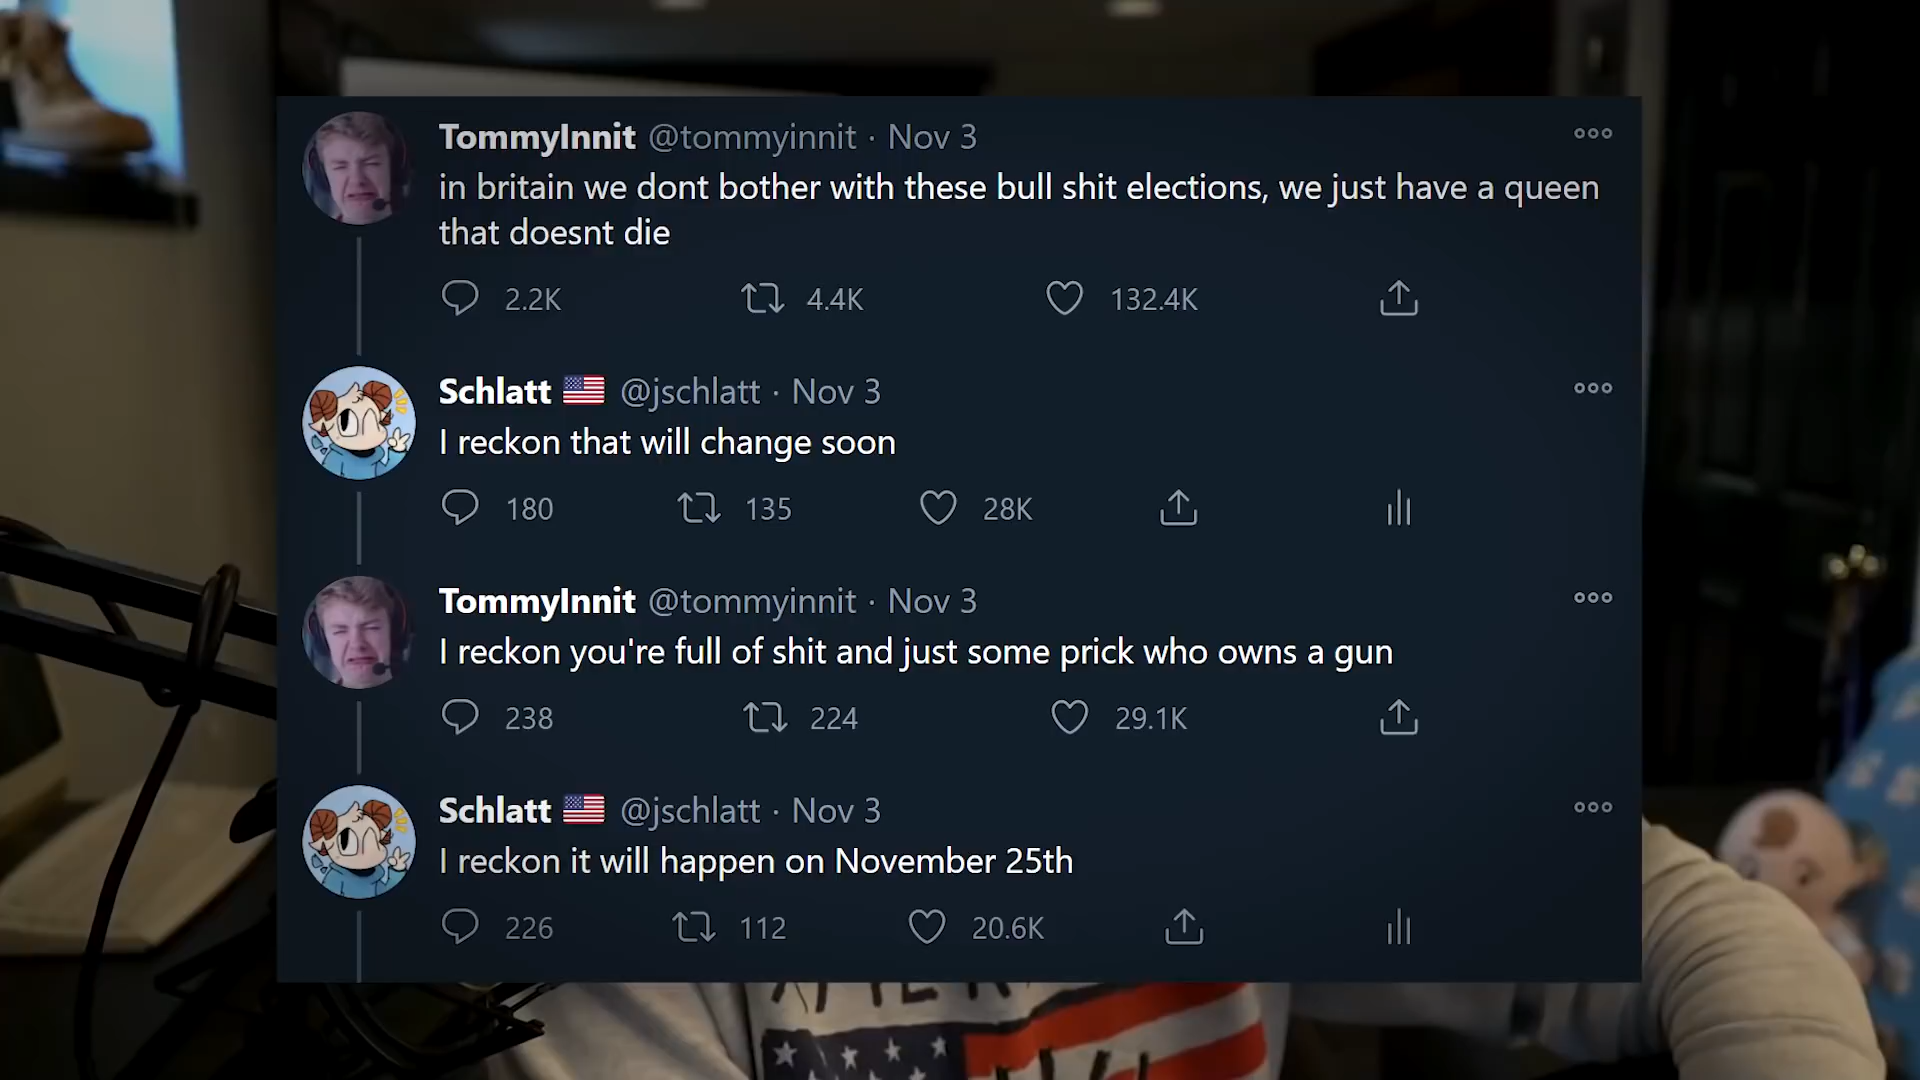 TommyInnit @tommyinnit · Nov 3
in britain we dont bother with these bull shit elections, we just have a queen
that doesnt die
2.2K 4.4K 132.4K
Schlatt 🇺🇸 @jschlatt · Nov 3
I reckon that will change soon
180 135 28K
TommyInnit @tommyinnit · Nov 3
I reckon you're full of shit and just some prick who owns a gun
238 224 29.1K
Schlatt 🇺🇸 @jschlatt · Nov 3
I reckon it will happen on November 25th
226 112 20.6K